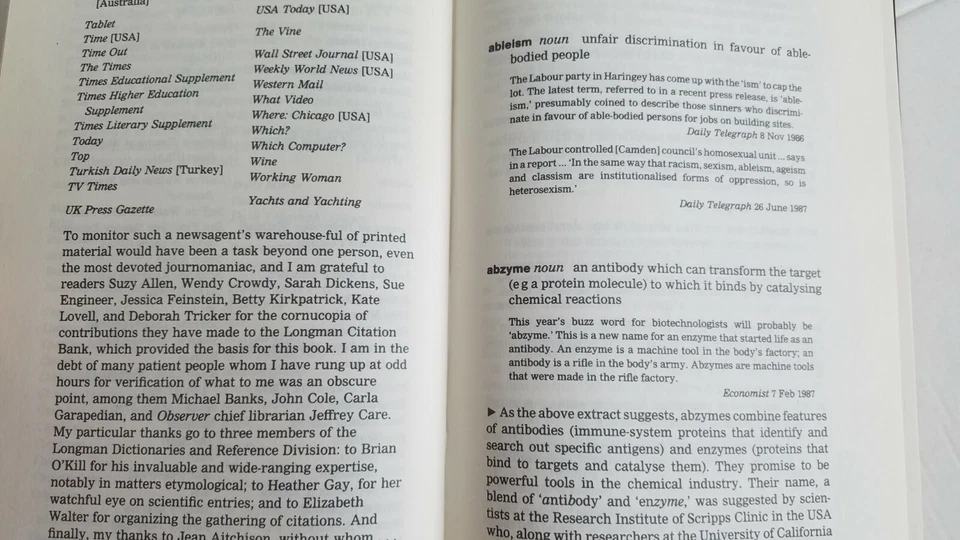 [Australia]
Tablet
Time [USA]
Time Out
The Times
Times Educational Supplement
Times Higher Education
Supplement
Times Literary Supplement
Today
Top
Turkish Daily News [Turkey]
TV Times
UK Press Gazette
USA Today [USA]
The Vine
Wall Street Journal [USA]
Weekly World News [USA]
Western Mail
What Video
Where: Chicago [USA]
Which?
Which Computer?
Wine
Working Woman
Yachts and Yachting
To monitor such a newsagent's warehouse-ful of printed
material would have been a task beyond one person, even
the most devoted journomaniac, and I am grateful to
readers Suzy Allen, Wendy Crowdy, Sarah Dickens, Sue
Engineer, Jessica Feinstein, Betty Kirkpatrick, Kate
Lovell, and Deborah Tricker for the cornucopia of
contributions they have made to the Longman Citation
Bank, which provided the basis for this book. I am in the
debt of many patient people whom I have rung up at odd
hours for verification of what to me was an obscure
point, among them Michael Banks, John Cole, Carla
Garapedian, and Observer chief librarian Jeffrey Care.
My particular thanks go to three members of the
Longman Dictionaries and Reference Division: to Brian
O'Kill for his invaluable and wide-ranging expertise,
notably in matters etymological; to Heather Gay, for her
watchful eye on scientific entries; and to Elizabeth
Walter for organizing the gathering of citations. And
finally, my thanks to Jean Aitchison, without whom
ableism noun unfair discrimination in favour of able-
bodied people
The Labour party in Haringey has come up with the 'ism' to cap the
lot. The latest term, referred to in a recent press release, is 'able-
ism,' presumably coined to describe those sinners who discrimi-
nate in favour of able-bodied persons for jobs on building sites.
Daily Telegraph 8 Nov 1986
The Labour controlled [Camden] council's homosexual unit ... says
in a report ... 'In the same way that racism, sexism, ableism, ageism
and classism are institutionalised forms of oppression, so is
heterosexism.'
Daily Telegraph 26 June 1987
abzyme noun an antibody which can transform the target
(e g a protein molecule) to which it binds by catalysing
chemical reactions
This year's buzz word for biotechnologists will probably be
'abzyme.' This is a new name for an enzyme that started life as an
antibody. An enzyme is a machine tool in the body's factory; an
antibody is a rifle in the body's army. Abzymes are machine tools
that were made in the rifle factory.
Economist 7 Feb 1987
▶ As the above extract suggests, abzymes combine features
of antibodies (immune-system proteins that identify and
search out specific antigens) and enzymes (proteins that
bind to targets and catalyse them). They promise to be
powerful tools in the chemical industry. Their name, a
blend of 'antibody' and 'enzyme,' was suggested by scien-
tists at the Research Institute of Scripps Clinic in the USA
who, along with researchers at the University of California